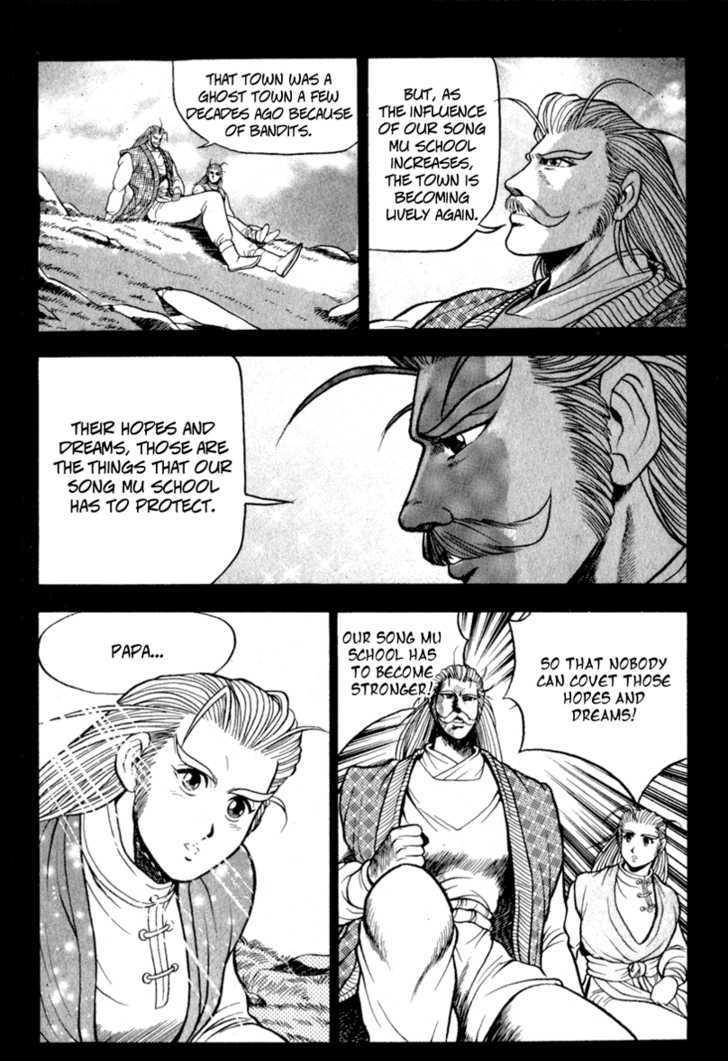 THAT TOWN WAS A
GHOST TOWN A FEW
DECADES AGO BECAUSE
OF BANDITS.
BUT, AS
THE INFLUENCE
OF OUR SONG
MU SCHOOL
INCREASES,
THE TOWN IS
BECOMING
LIVELY AGAIN.
THEIR HOPES AND
DREAMS, THOSE ARE
THE THINGS THAT OUR
SONG MU SCHOOL
HAS TO PROTECT.
PAPA...
OUR SONG MU
SCHOOL HAS
TO BECOME
STRONGER!
SO THAT NOBODY
CAN COVET THOSE
HOPES AND
DREAMS!